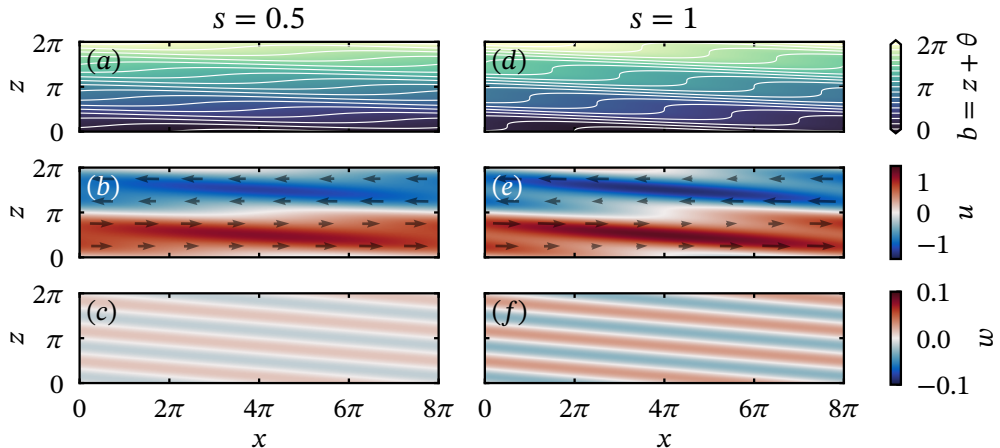 s = 0.5 s = 1
(a) (d)
z 2π π 0
2π π 0 b = z + θ
(b) (e)
z 2π π 0
1 0 −1 u
(c) (f)
z 2π π 0
0.1 0.0 −0.1 w
0 2π 4π 6π 8π 0 2π 4π 6π 8π
x x